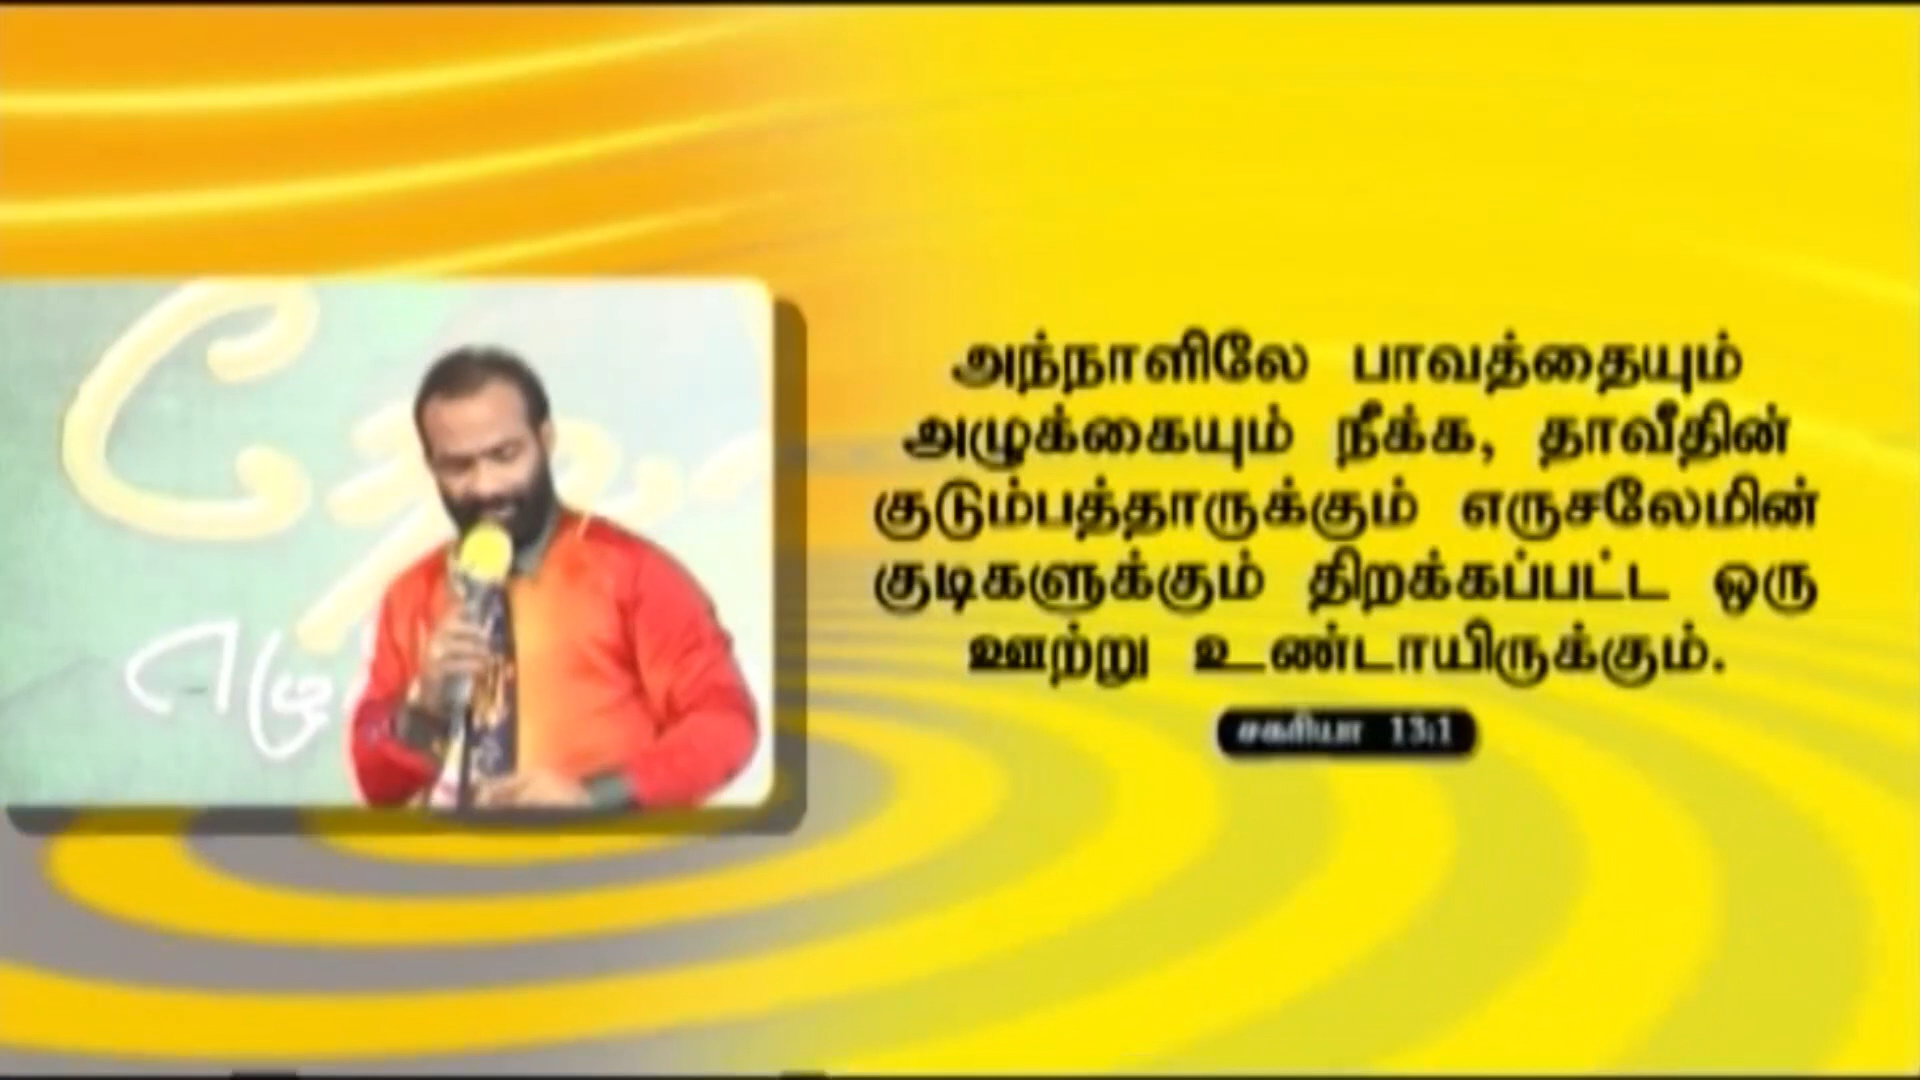 அந்நாளிலே பாவத்தையும்
அழுக்கையும் நீக்க, தாவீதின்
குடும்பத்தாருக்கும் எருசலேமின்
குடிகளுக்கும் திறக்கப்பட்ட ஒரு
ஊற்று உண்டாயிருக்கும்.
சகரியா 13:1